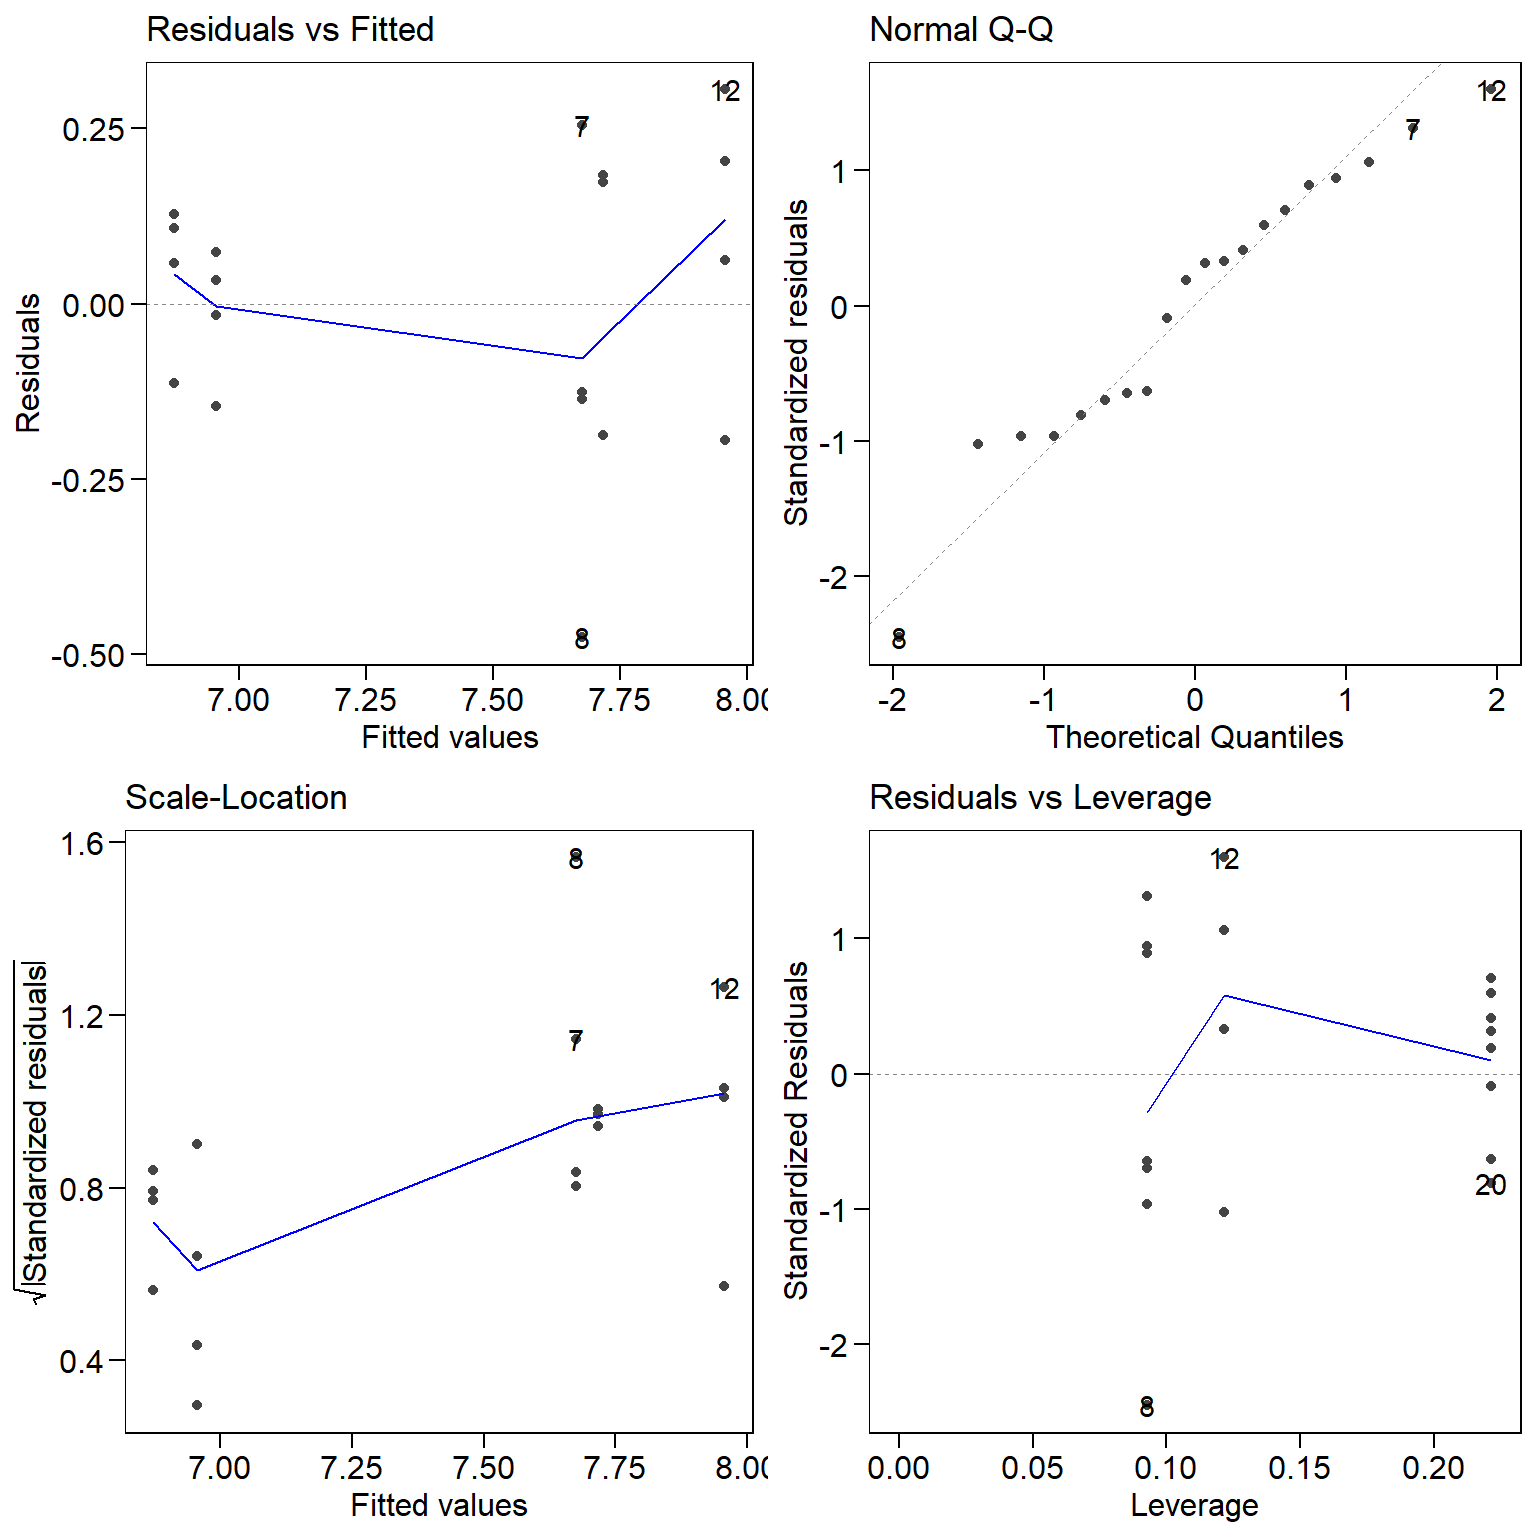 Residuals vs Fitted
Residuals
0.25
0.00
-0.25
-0.50
7
12
8
7.00 7.25 7.50 7.75 8.00
Fitted values
Normal Q-Q
Standardized residuals
1
0
-1
-2
12
7
8
-2 -1 0 1 2
Theoretical Quantiles
Scale-Location
√|Standardized residuals|
1.6
1.2
0.8
0.4
8
12
7
7.00 7.25 7.50 7.75 8.00
Fitted values
Residuals vs Leverage
Standardized Residuals
1
0
-1
-2
12
20
8
0.00 0.05 0.10 0.15 0.20
Leverage